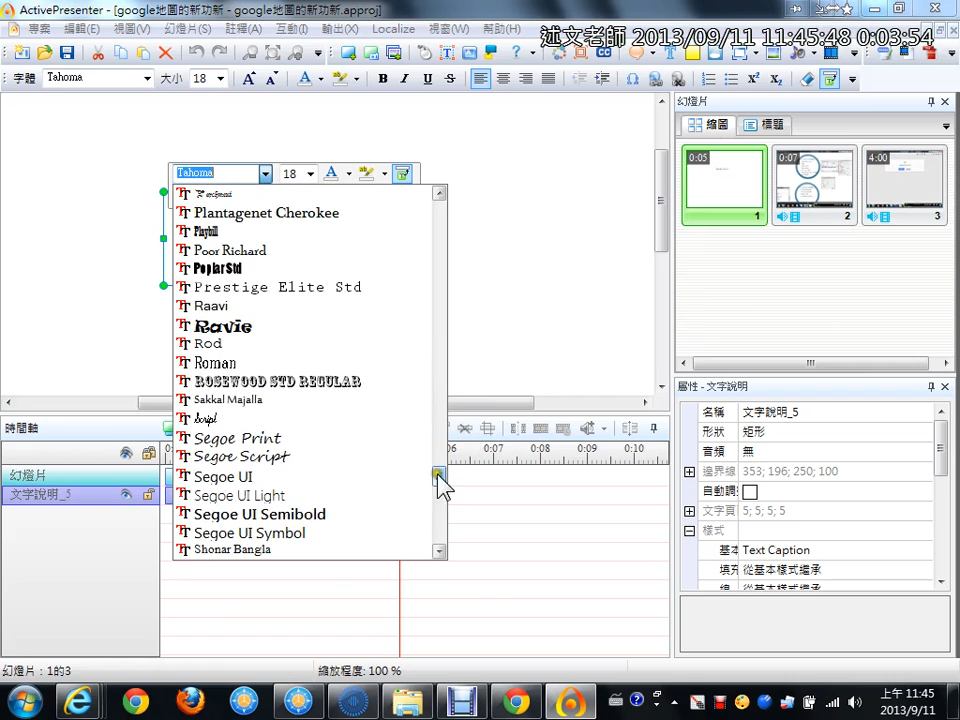 ActivePresenter - [google地圖的新功新 - google地圖的新功新.approj]
專案 編輯(E) 視圖(V) 幻燈片(S) 註釋(A) 互動(I) 輸出(X) Localize 視窗(W) 幫助(H)
述文老師 2013/09/11 11:45:48 0:03:54
字體 Tahoma 大小 18
Tahoma 18
Plantagenet Cherokee
Playbill
Poor Richard
Poplar Std
Prestige Elite Std
Raavi
Ravie
Rod
Roman
ROSEWOOD STD REGULAR
Sakkal Majalla
Script
Segoe Print
Segoe Script
Segoe UI
Segoe UI Light
Segoe UI Semibold
Segoe UI Symbol
Shonar Bangla
幻燈片
縮圖 標題
0:05 0:07 4:00
1 2 3
屬性 - 文字說明
名稱 文字說明_5
形狀 矩形
音頻 無
邊界線 353; 196; 250; 100
自動調
文字頁 5; 5; 5; 5
樣式
基本 Text Caption
填充 從基本樣式繼承
線 從基本樣式繼承
時間軸
0:07 0:08 0:09 0:10
幻燈片
文字說明_5
幻燈片：1的3 縮放程度: 100 %
上午 11:45
2013/9/11